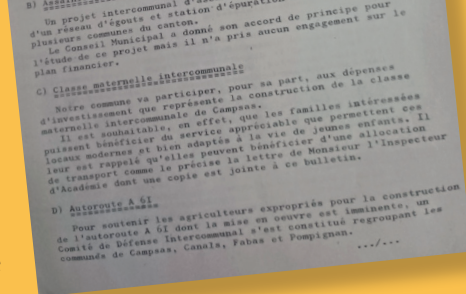 B) Assai
Un projet intercommunal d'as
d'un réseau d'égouts et station d'épuration
plusieurs communes du canton.
Le Conseil Municipal a donné son accord de principe pour
l'étude de ce projet mais il n'a pris aucun engagement sur le
plan financier.
C) Classe maternelle intercommunale
Notre commune va participer, pour sa part, aux dépenses
d'investissement que représente la construction de la classe
maternelle intercommunale de Campsas.
Il est souhaitable, en effet, que les familles intéressées
puissent bénéficier du service appréciable que permettent ces
locaux modernes et bien adaptés à la vie de jeunes enfants. Il
leur est rappelé qu'elles peuvent bénéficier d'une allocation
de transport comme le précise la lettre de Monsieur l'Inspecteur
d'Académie dont une copie est jointe à ce bulletin.
D) Autoroute A 61
Pour soutenir les agriculteurs expropriés pour la construction
de l'autoroute A 61 dont la mise en oeuvre est imminente, un
Comité de Défense Intercommunal s'est constitué regroupant les
communes de Campsas, Canals, Fabas et Pompignan.
.../...